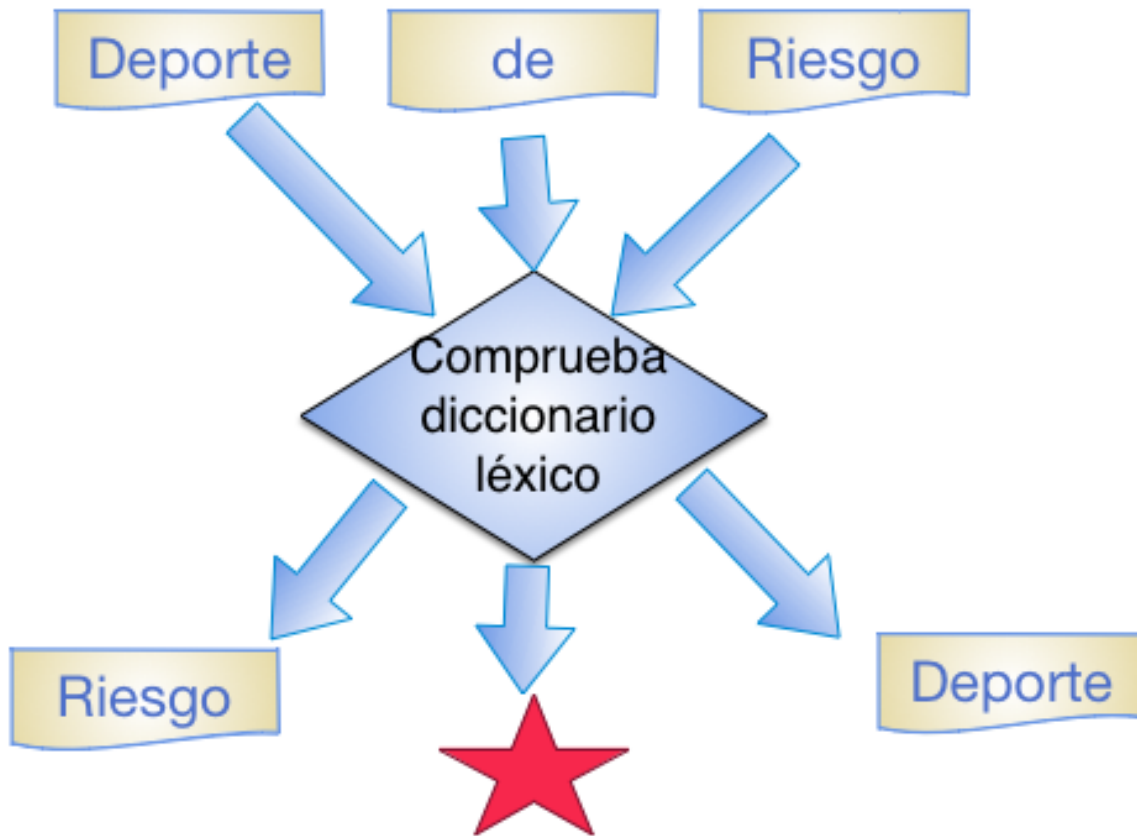 Deporte
de
Riesgo
Comprueba
diccionario
léxico
Riesgo
Deporte